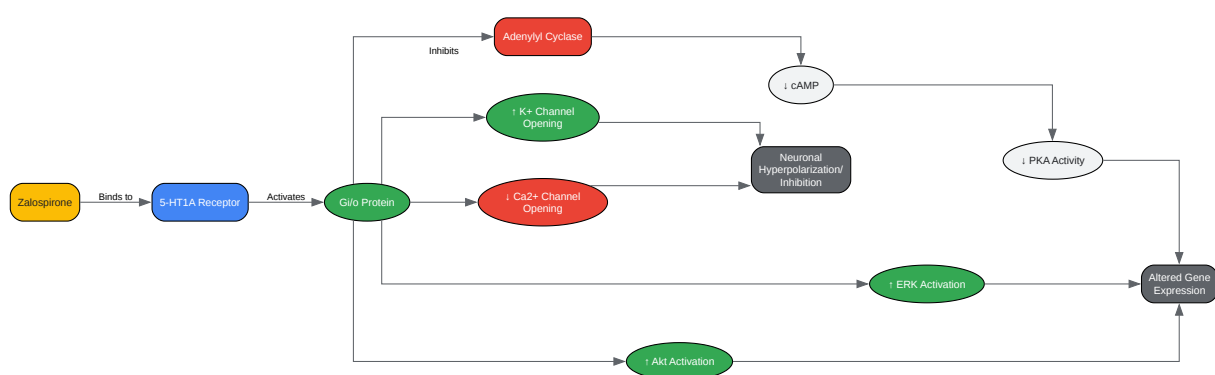 Adenylyl Cyclase
Inhibits
↓ cAMP
↑ K+ Channel
Opening
Neuronal
Hyperpolarization/
Inhibition
↓ PKA Activity
Zalospirone
Binds to
5-HT1A Receptor
Activates
Gi/o Protein
↓ Ca2+ Channel
Opening
↑ ERK Activation
Altered Gene
Expression
↑ Akt Activation